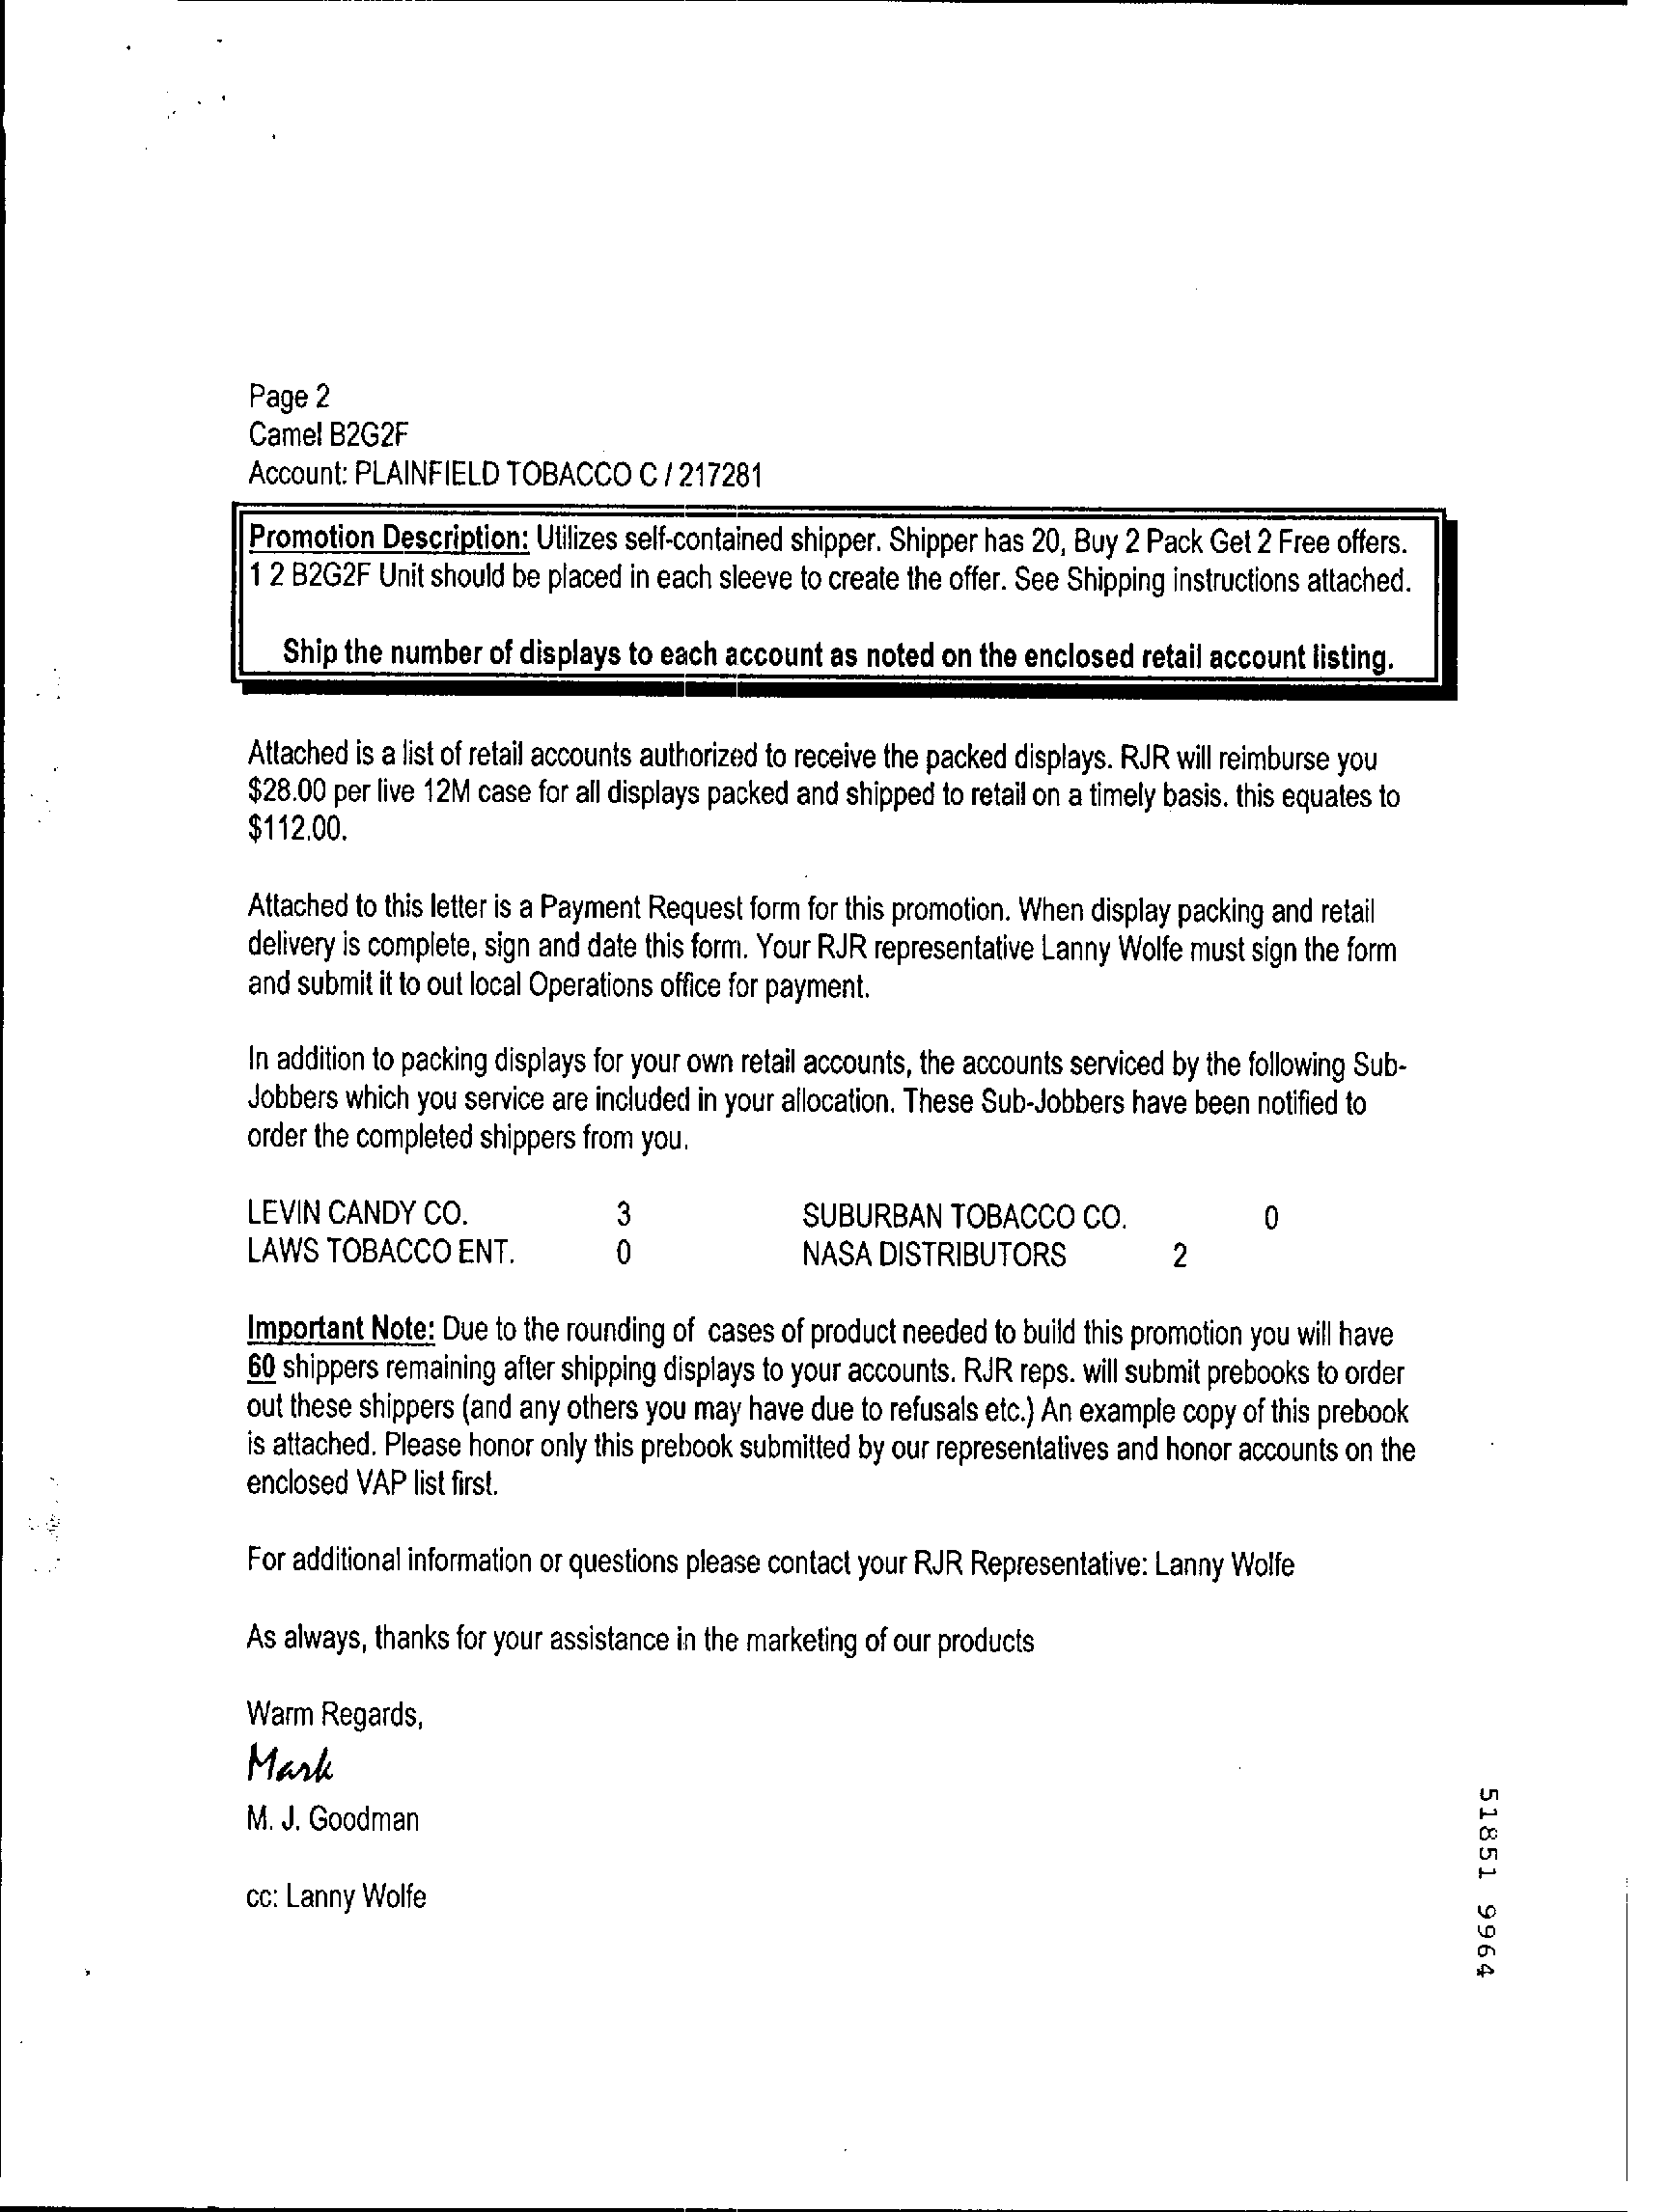 Page 2
Camel B2G2F
Account: PLAINFIELD TOBACCO C / 217281
Promotion Description: Utilizes self-contained shipper. Shipper has 20, Buy 2 Pack Get 2 Free offers.
1 2 B2G2F Unit should be placed in each sleeve to create the offer. See Shipping instructions attached.
Ship the number of displays to each account as noted on the enclosed retail account listing.
Attached is a list of retail accounts authorized to receive the packed displays. RJR will reimburse you
$28.00 per live 12M case for all displays packed and shipped to retail on a timely basis. this equates to
$112.00.
Attached to this letter is a Payment Request form for this promotion. When display packing and retail
delivery is complete, sign and date this form. Your RJR representative Lanny Wolfe must sign the form
and submit it to out local Operations office for payment.
In addition to packing displays for your own retail accounts, the accounts serviced by the following Sub-
Jobbers which you service are included in your allocation. These Sub-Jobbers have been notified to
order the completed shippers from you.
LEVIN CANDY CO. 3 SUBURBAN TOBACCO CO. 0
LAWS TOBACCO ENT. 0 NASA DISTRIBUTORS 2
Important Note: Due to the rounding of cases of product needed to build this promotion you will have
60 shippers remaining after shipping displays to your accounts. RJR reps. will submit prebooks to order
out these shippers (and any others you may have due to refusals etc.) An example copy of this prebook
is attached. Please honor only this prebook submitted by our representatives and honor accounts on the
enclosed VAP list first.
For additional information or questions please contact your RJR Representative: Lanny Wolfe
As always, thanks for your assistance in the marketing of our products
Warm Regards,
Mark
M. J. Goodman
cc: Lanny Wolfe
51851 9964